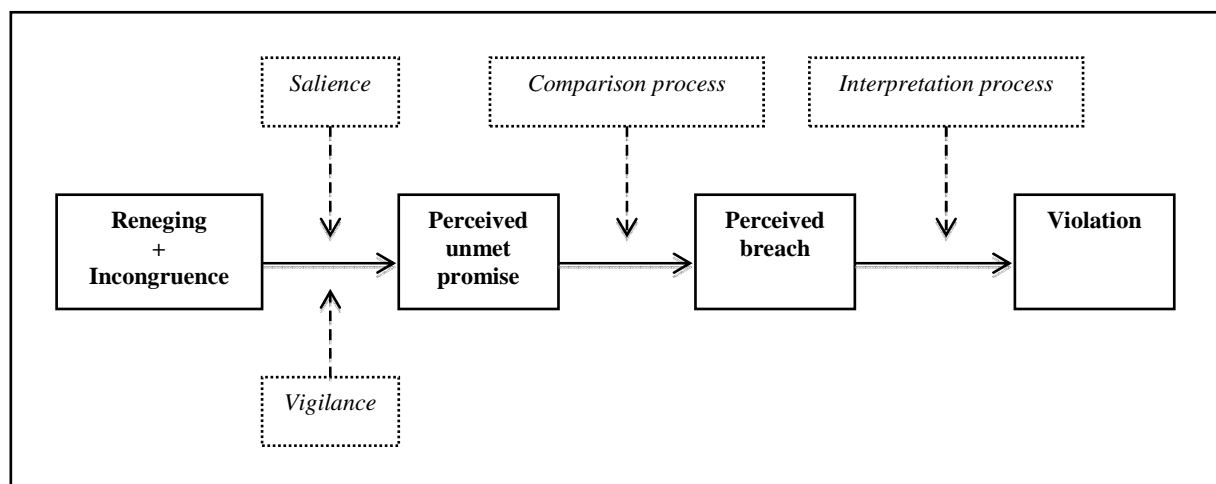 Salience
Comparison process
Interpretation process
Reneging
+
Incongruence
Perceived
unmet
promise
Perceived
breach
Violation
Vigilance